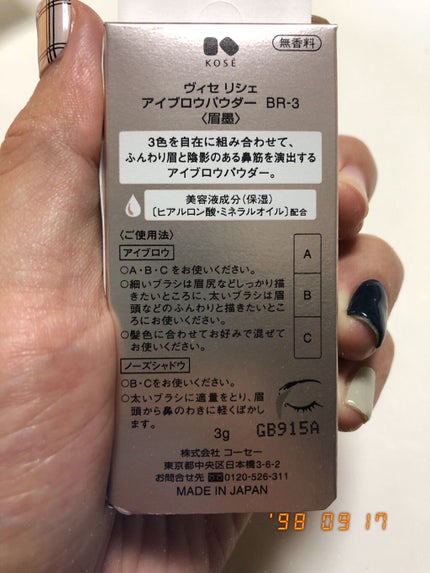 KOSÉ
無香料
ヴィセ リシェ
アイブロウパウダー BR-3
〈眉墨〉
3色を自在に組み合わせて、
ふんわり眉と陰影のある鼻筋を演出する
アイブロウパウダー。
美容液成分(保湿)
〔ヒアルロン酸・ミネラルオイル〕配合
〈ご使用法〉
アイブロウ
○A・B・Cをお使いください。
○細いブラシは眉尻などしっかり描
きたいところに、太いブラシは眉
頭などのふんわりと描きたいとこ
ろにお使いください。
○髪色に合わせてお好みで混ぜて
お使いください。
A
B
C
ノーズシャドウ
○B・Cをお使いください。
○太いブラシに適量をとり、眉
頭から鼻のわきに軽くぼかし
ます。
3g
GB915A
株式会社 コーセー
東京都中央区日本橋3-6-2
お問合せ先 0120-526-311
MADE IN JAPAN
'98 09 17